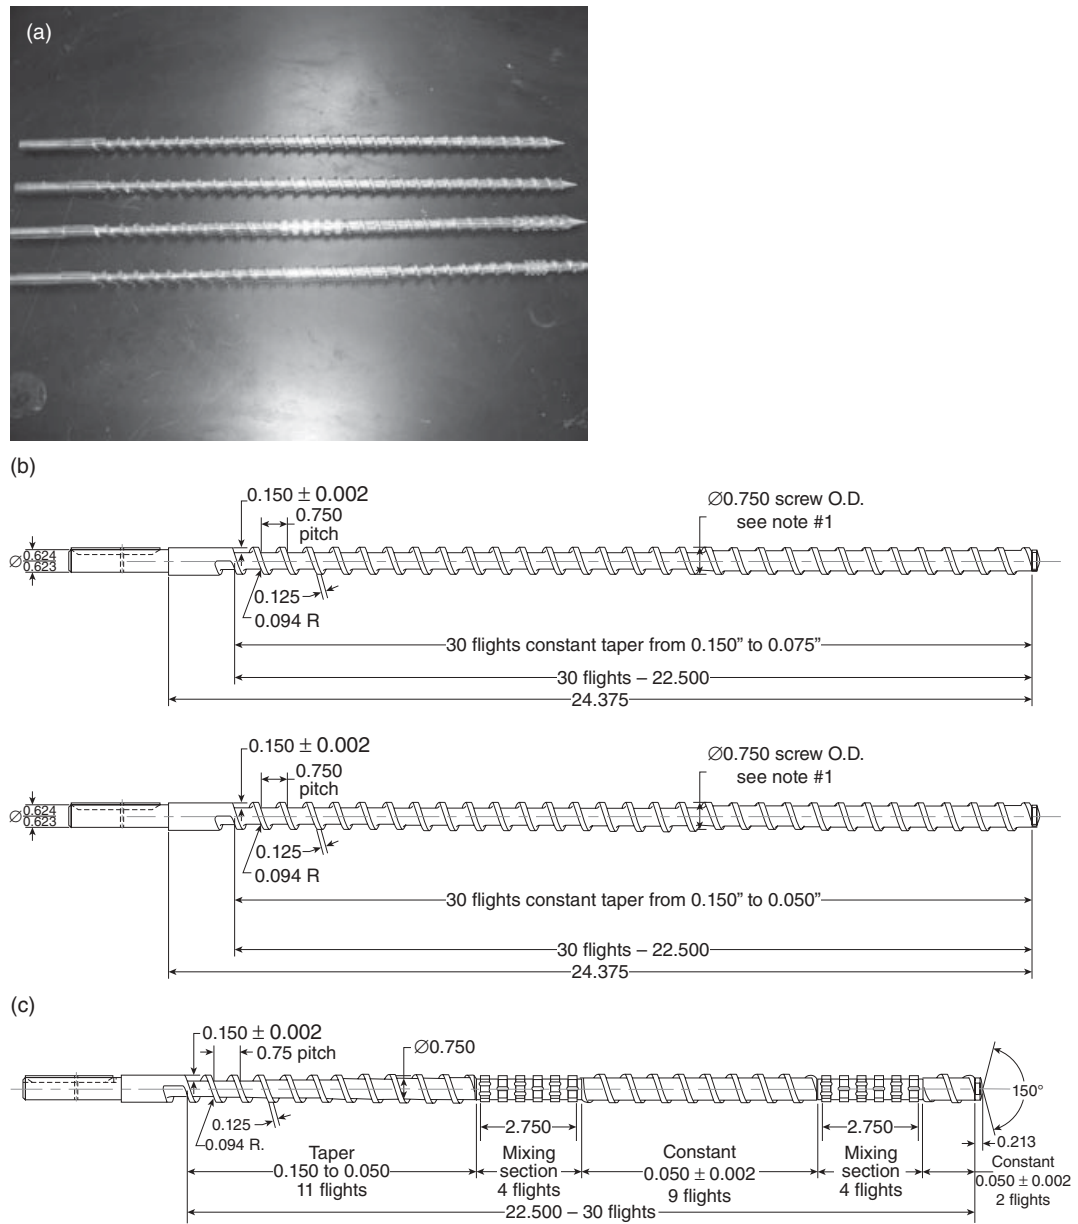 (a)
(b)
0.150 ± 0.002
0.750
pitch
Ø0.750 screw O.D.
see note #1
Ø0.624
0.623
0.125
0.094 R
30 flights constant taper from 0.150” to 0.075”
30 flights – 22.500
24.375
0.150 ± 0.002
0.750
pitch
Ø0.750 screw O.D.
see note #1
Ø0.624
0.623
0.125
0.094 R
30 flights constant taper from 0.150” to 0.050”
30 flights – 22.500
24.375
(c)
0.150 ± 0.002
0.75 pitch
Ø0.750
150°
0.125
0.094 R.
2.750
2.750
0.213
Taper
0.150 to 0.050
11 flights
Mixing
section
4 flights
Constant
0.050 ± 0.002
9 flights
Mixing
section
4 flights
Constant
0.050 ± 0.002
2 flights
22.500 – 30 flights